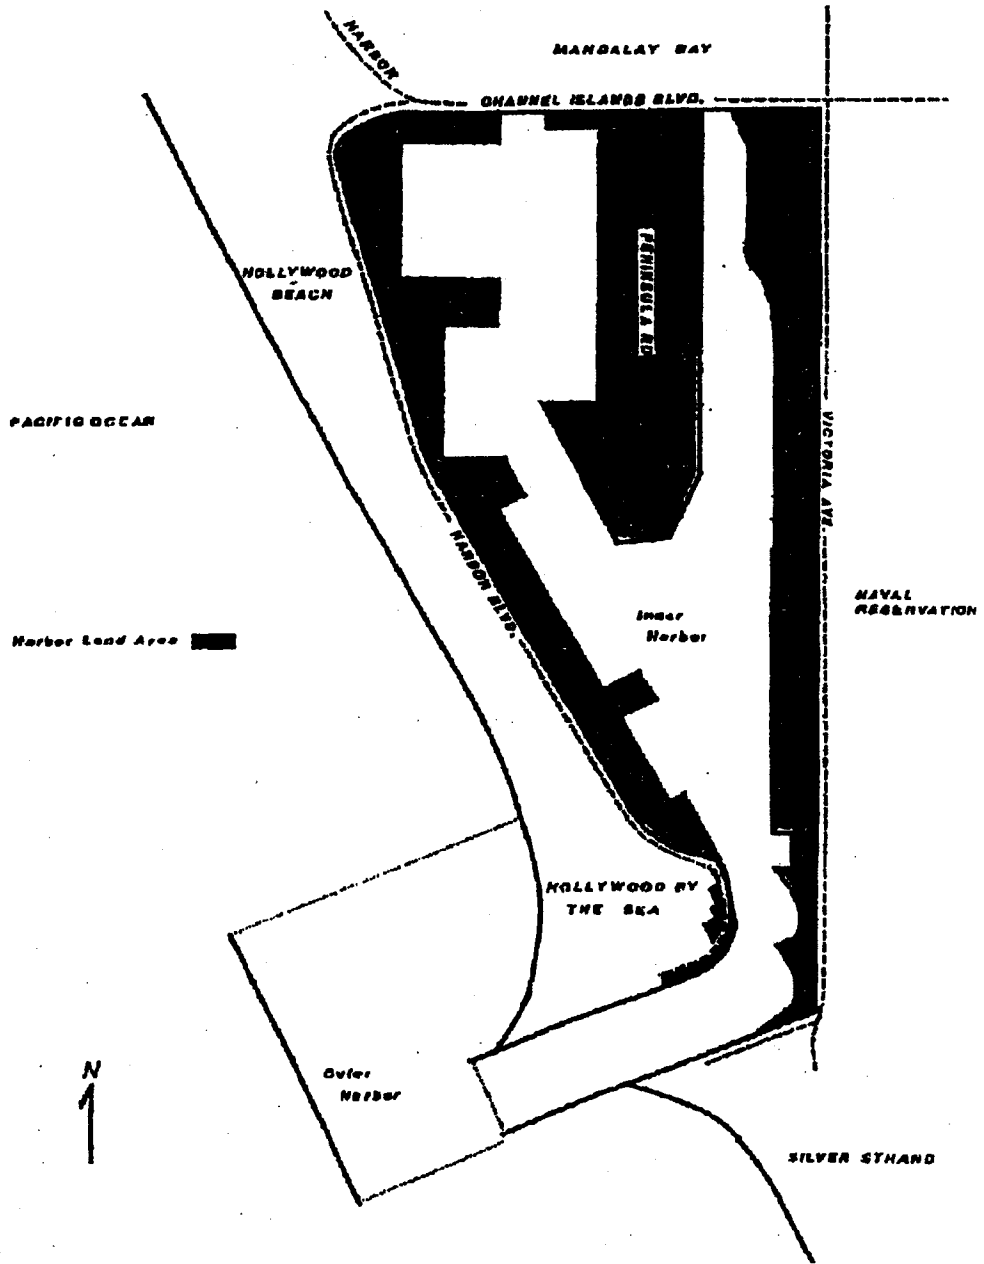 HARBOR
MANDALAY BAY
CHANNEL ISLANDS BLVD.
PENINSULA RD.
HOLLYWOOD
BEACH
PACIFIC OCEAN
VICTORIA AVE.
HARBOR BLVD.
NAVAL
RESERVATION
Inner
Harbor
Harbor Land Area
HOLLYWOOD BY
THE SEA
N
Outer
Harbor
SILVER STRAND